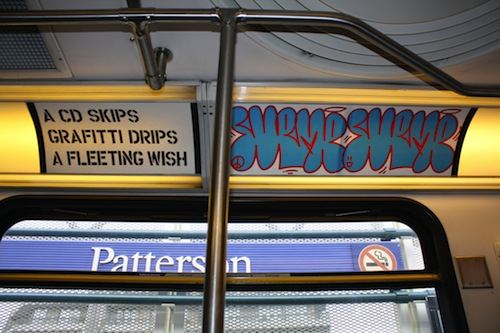 A CD SKIPS
GRAFITTI DRIPS
A FLEETING WISH
Patterson